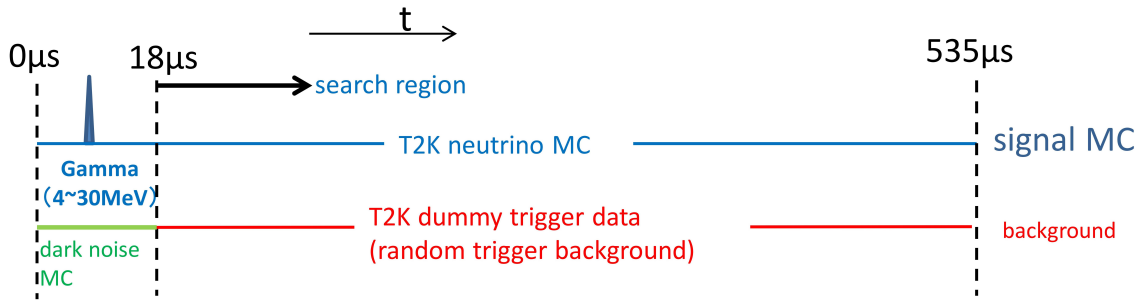 t
0μs
18μs
535μs
search region
T2K neutrino MC
signal MC
Gamma
(4~30MeV)
T2K dummy trigger data
(random trigger background)
background
dark noise
MC